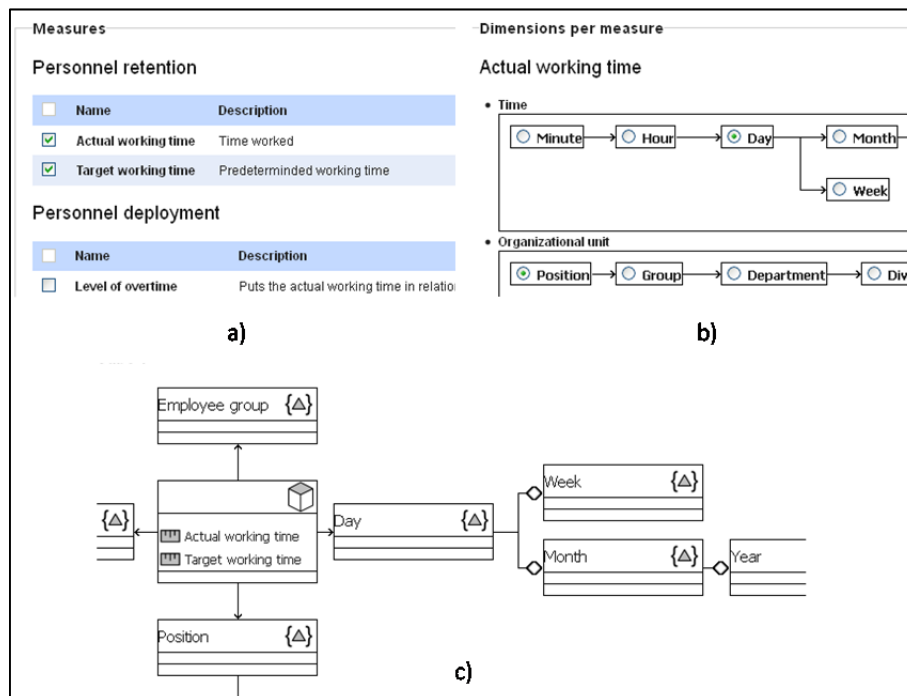 Measures
Personnel retention
Name Description
Actual working time Time worked
Target working time Predeterminded working time
Personnel deployment
Name Description
Level of overtime Puts the actual working time in relatio
a)
Dimensions per measure
Actual working time
Time
Minute Hour Day Month
Week
Organizational unit
Position Group Department Div
b)
Employee group {△}
{△}
Actual working time
Target working time
Day {△}
Week {△}
Month {△}
Year
Position {△}
c)